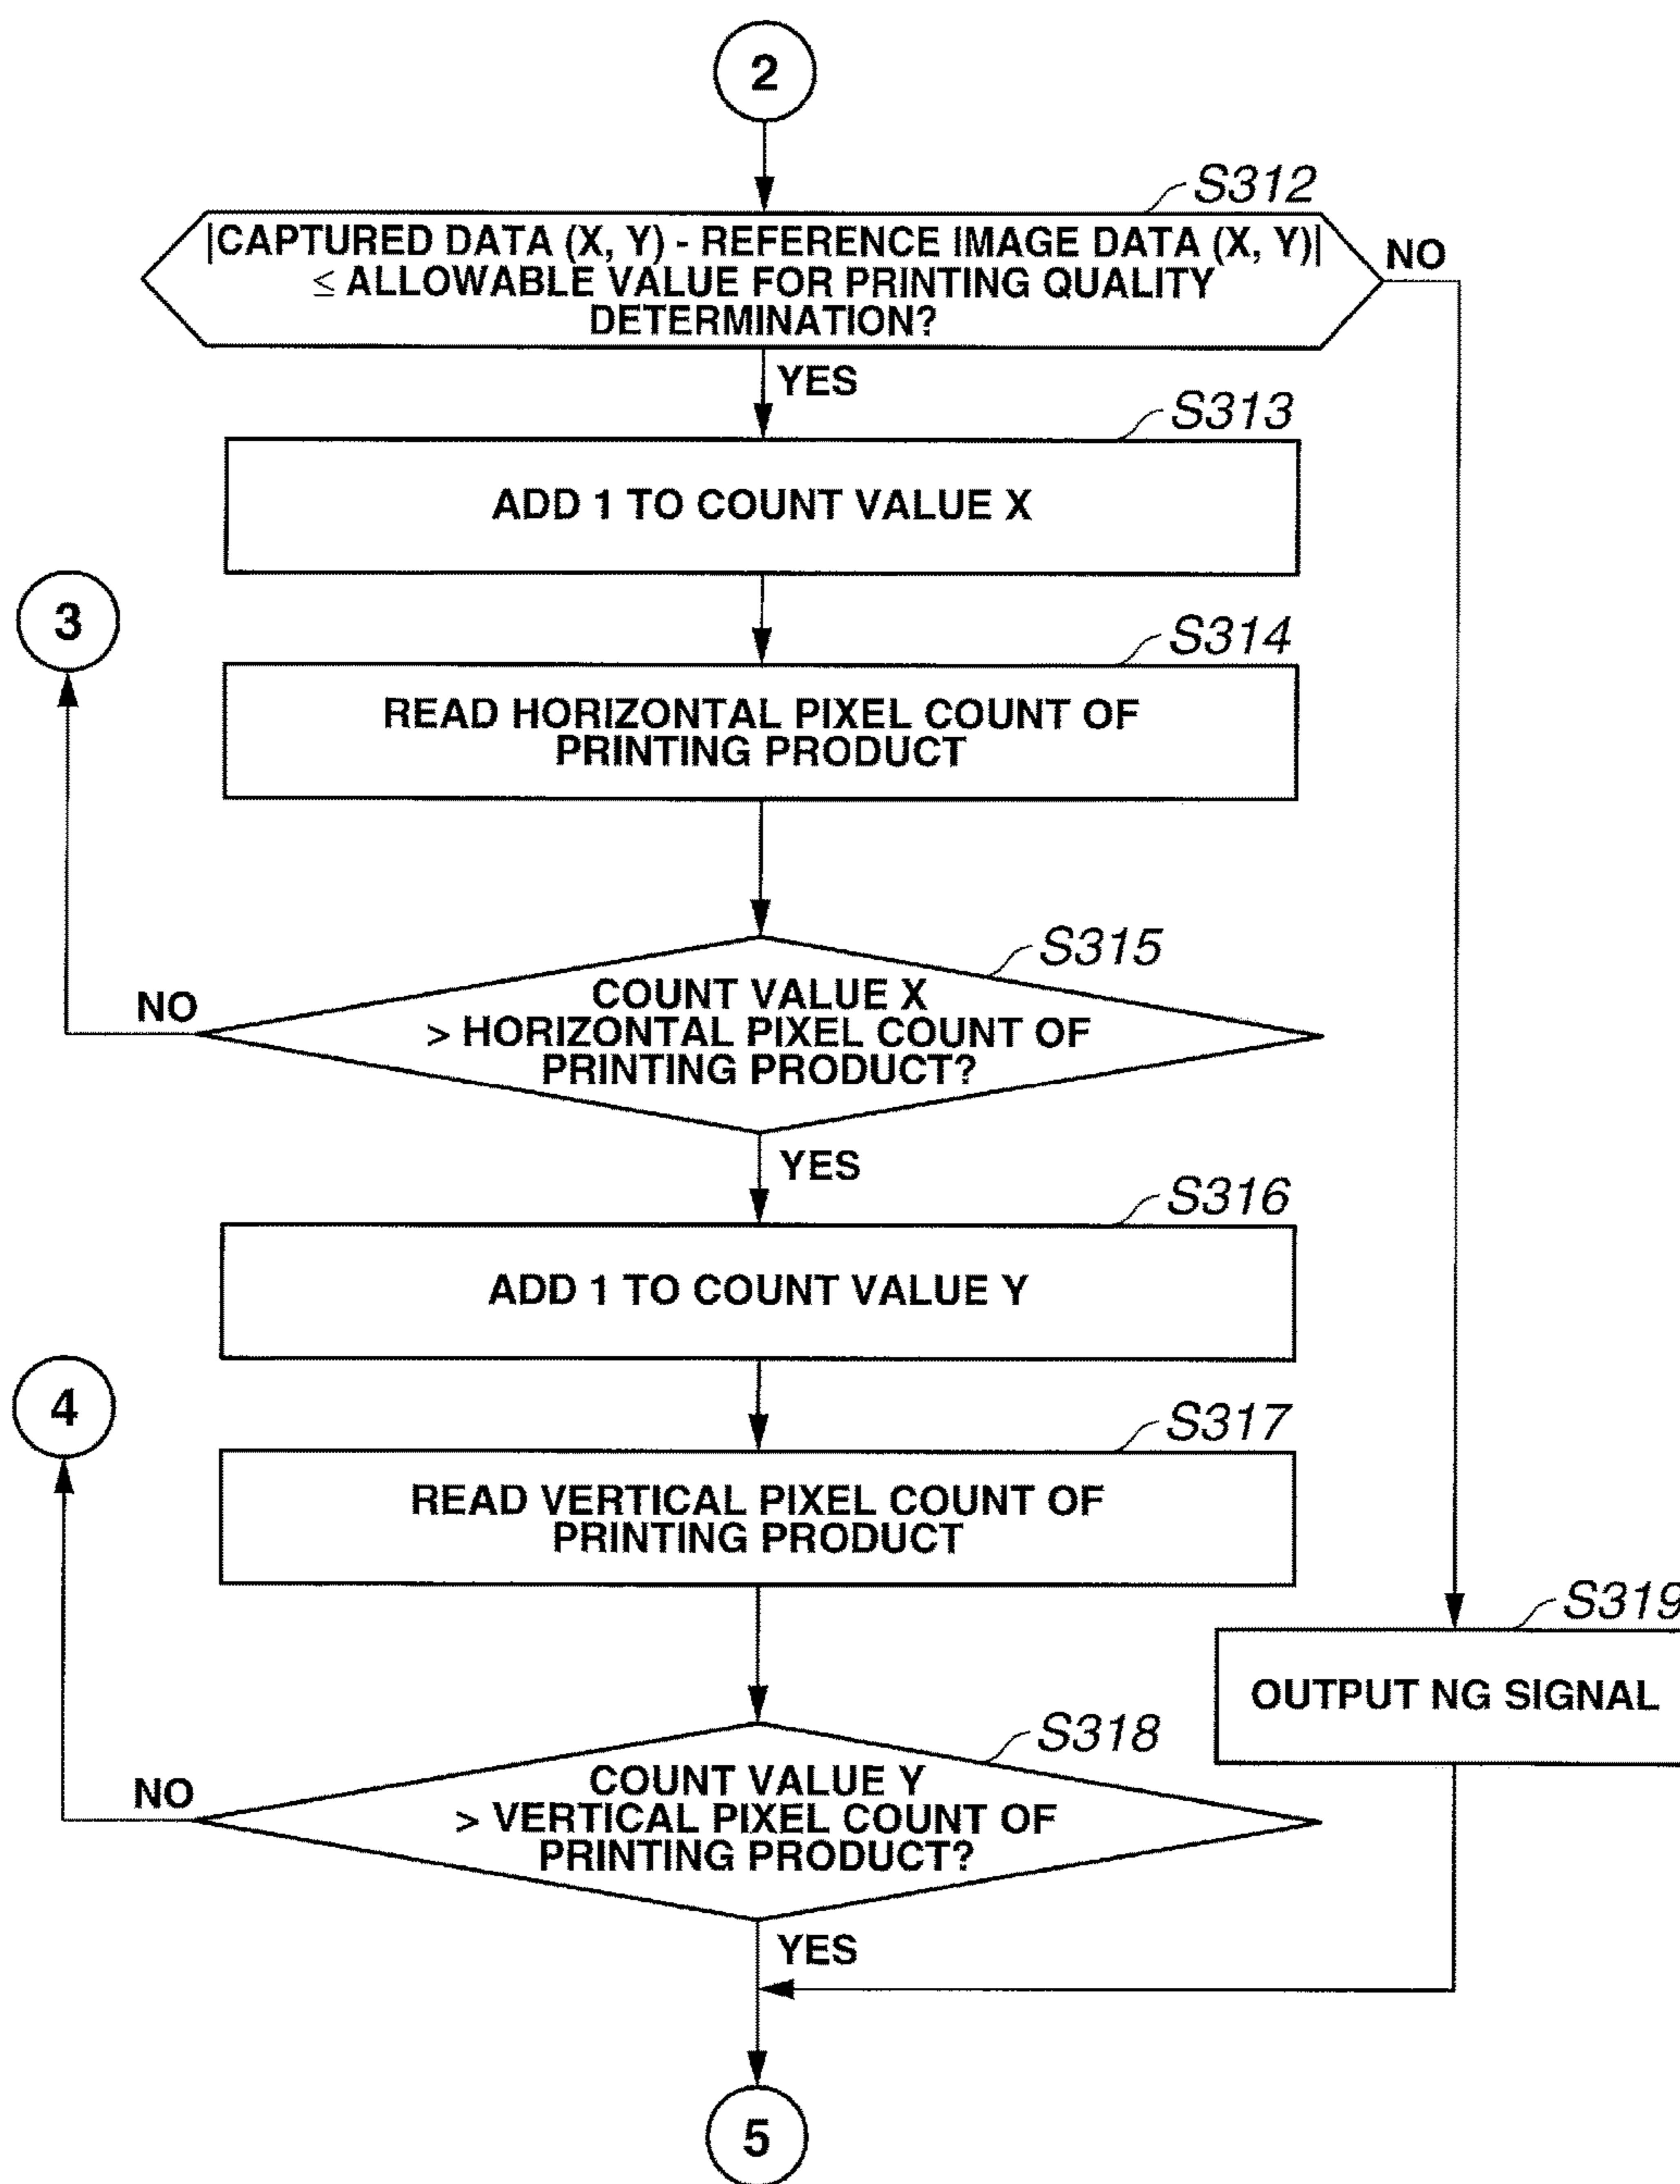 2
S312
|CAPTURED DATA (X, Y) - REFERENCE IMAGE DATA (X, Y)|
≤ ALLOWABLE VALUE FOR PRINTING QUALITY
DETERMINATION?
NO
YES
S313
ADD 1 TO COUNT VALUE X
3
S314
READ HORIZONTAL PIXEL COUNT OF
PRINTING PRODUCT
S315
NO
COUNT VALUE X
> HORIZONTAL PIXEL COUNT OF
PRINTING PRODUCT?
YES
S316
ADD 1 TO COUNT VALUE Y
4
S317
READ VERTICAL PIXEL COUNT OF
PRINTING PRODUCT
S319
OUTPUT NG SIGNAL
S318
NO
COUNT VALUE Y
> VERTICAL PIXEL COUNT OF
PRINTING PRODUCT?
YES
5